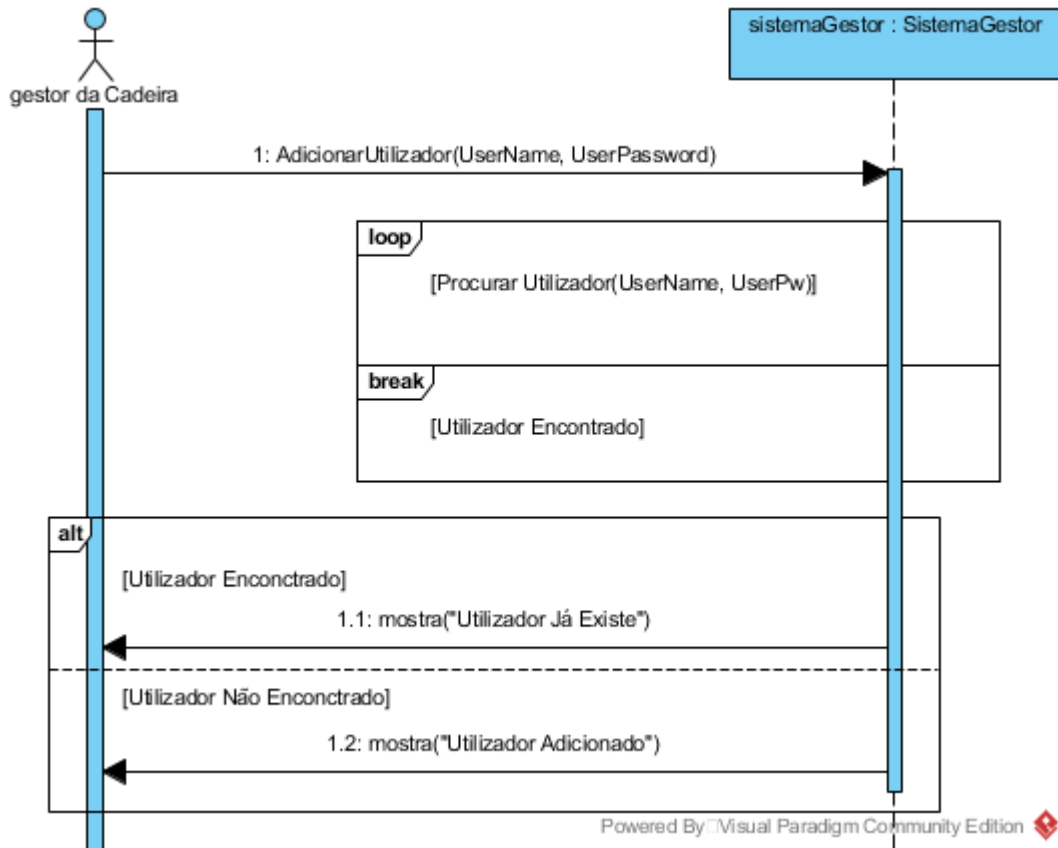 sistemaGestor : SistemaGestor
gestor da Cadeira
1: AdicionarUtilizador(UserName, UserPassword)
loop
[Procurar Utilizador(UserName, UserPw)]
break
[Utilizador Encontrado]
alt
[Utilizador Enconctrado]
1.1: mostra("Utilizador Já Existe")
[Utilizador Não Enconctrado]
1.2: mostra("Utilizador Adicionado")
Powered By Visual Paradigm Community Edition